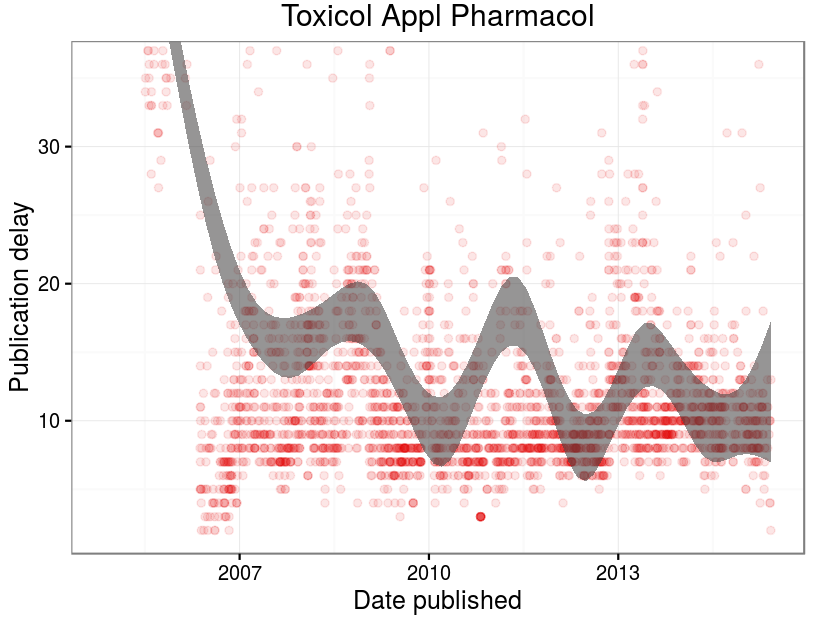 Toxicol Appl Pharmacol
Publication delay
30
20
10
2007 2010 2013
Date published